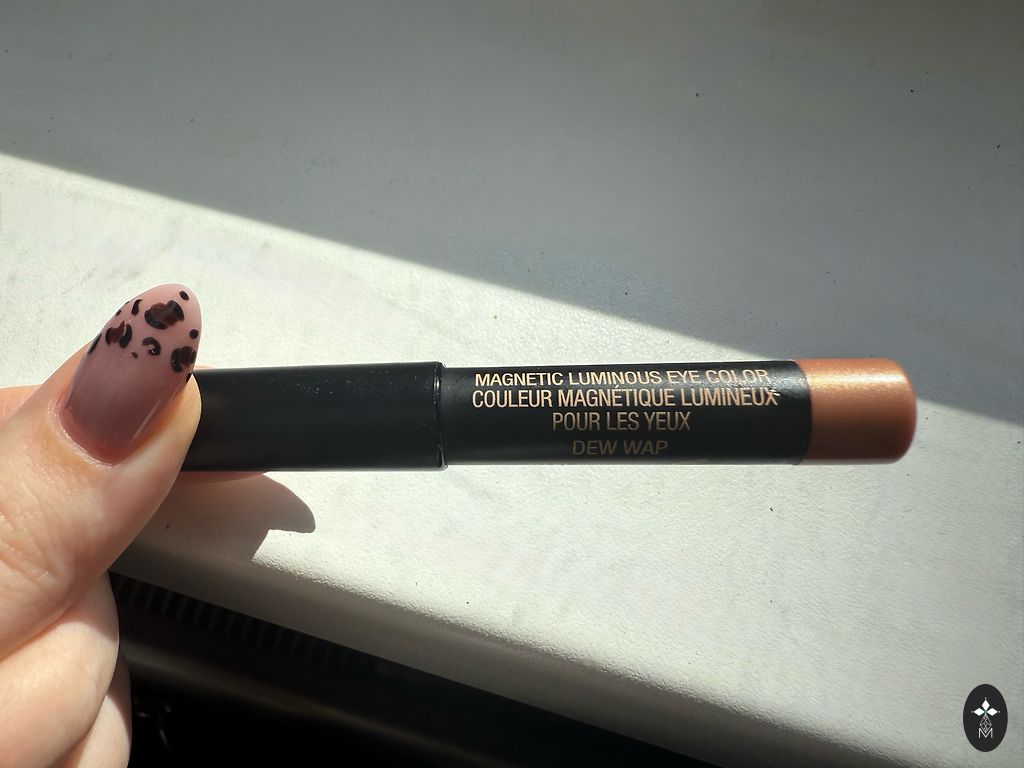 MAGNETIC LUMINOUS EYE COLOR
COULEUR MAGNÉTIQUE LUMINEUX
POUR LES YEUX
DEW WAP
M